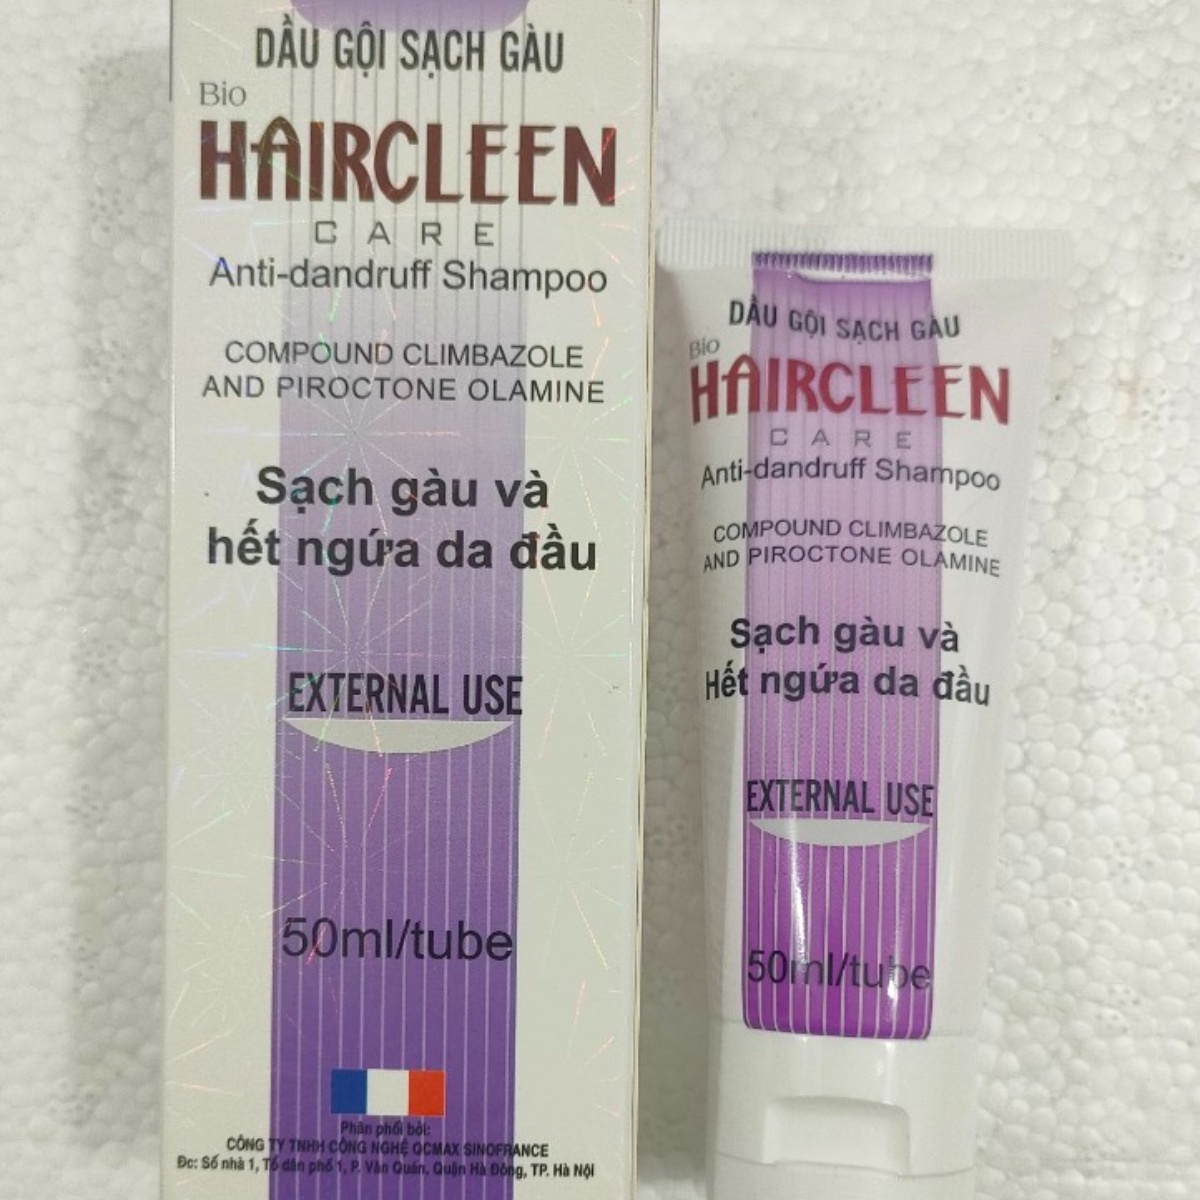 DẦU GỘI SẠCH GÀU
Bio
HAIRCLEEN
CARE
Anti-dandruff Shampoo
COMPOUND CLIMBAZOLE
AND PIROCTONE OLAMINE
Sạch gàu và
hết ngứa da đầu
EXTERNAL USE
50ml/tube
Phân phối bởi:
CÔNG TY TNHH CÔNG NGHỆ QCMAX SINOFRANCE
Đc: Số nhà 1, Tổ dân phố 1, P. Văn Quán, Quận Hà Đông, TP. Hà Nội
DẦU GỘI SẠCH GÀU
Bio
HAIRCLEEN
CARE
Anti-dandruff Shampoo
COMPOUND CLIMBAZOLE
AND PIROCTONE OLAMINE
Sạch gàu và
Hết ngứa da đầu
EXTERNAL USE
50ml/tube